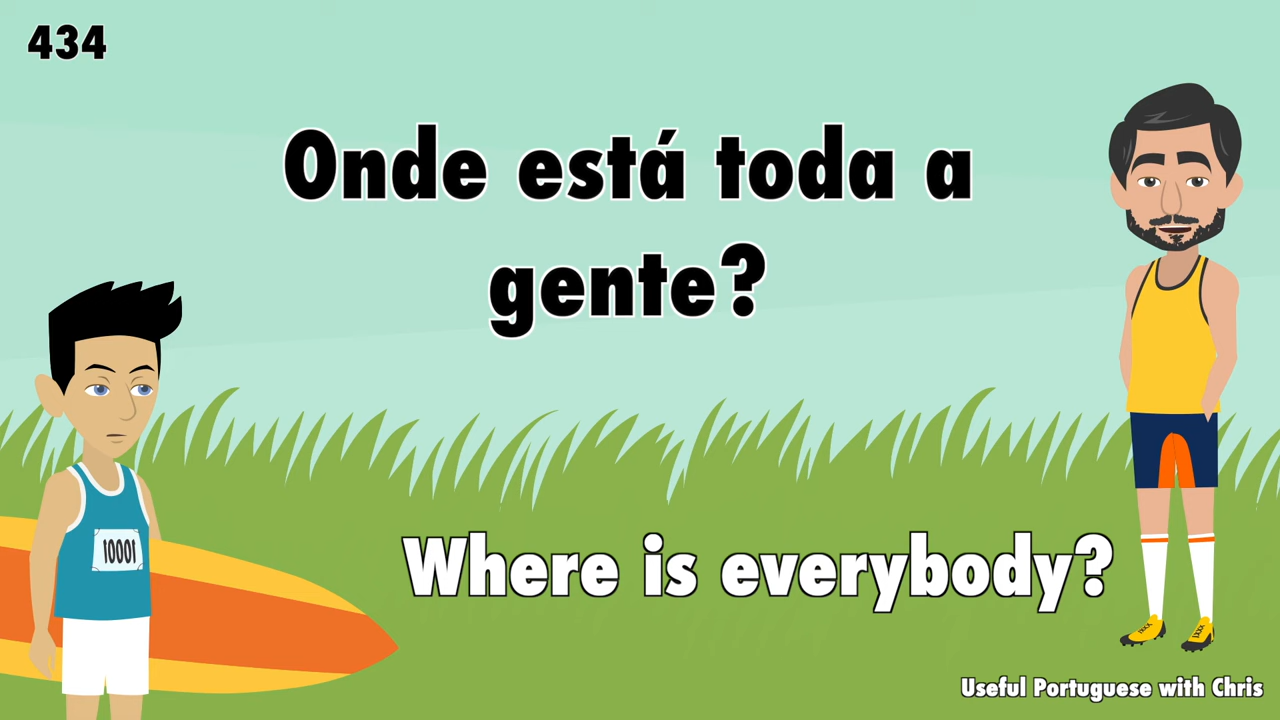 434
Onde está toda a
gente?
10001
Where is everybody?
Useful Portuguese with Chris